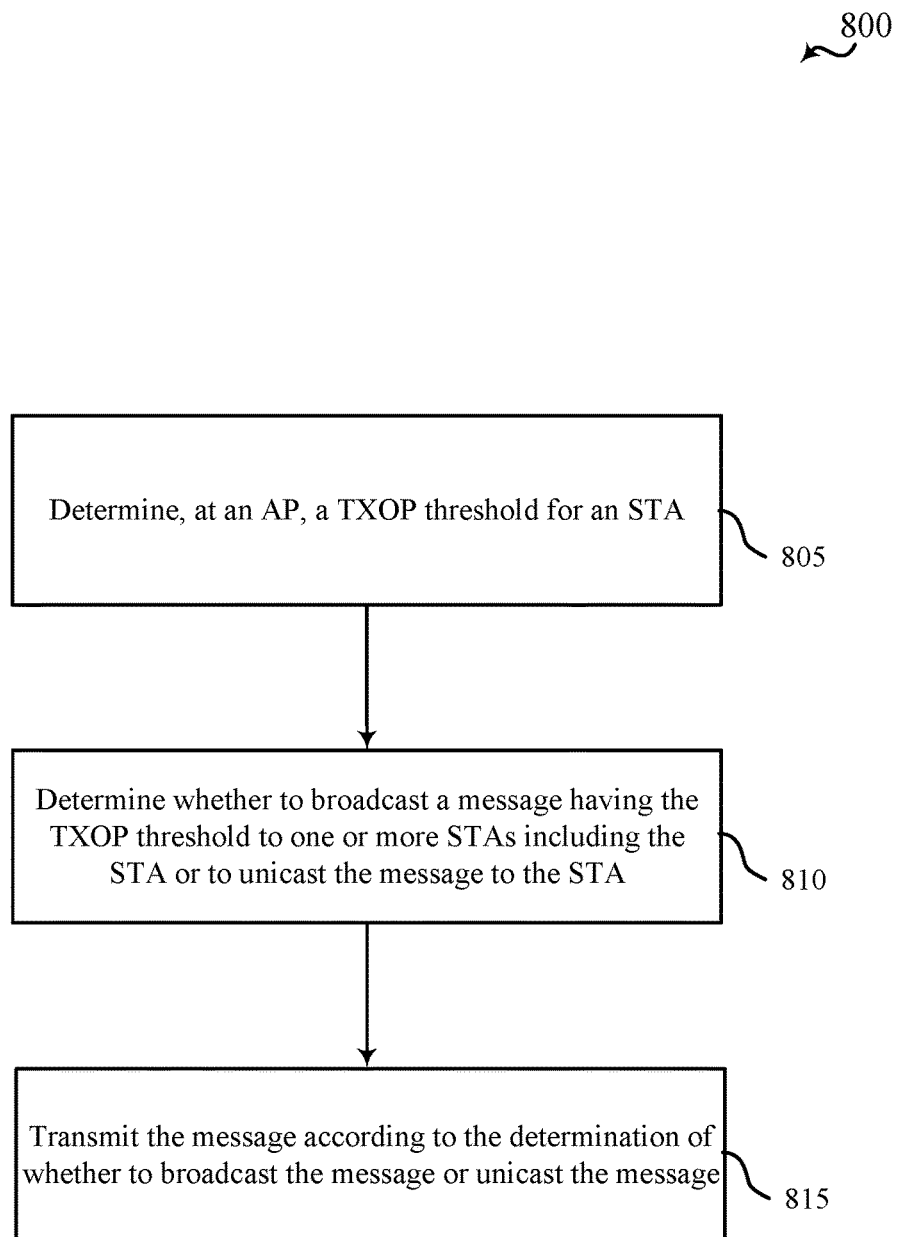 800
Determine, at an AP, a TXOP threshold for an STA
805
Determine whether to broadcast a message having the
TXOP threshold to one or more STAs including the
STA or to unicast the message to the STA
810
Transmit the message according to the determination of
whether to broadcast the message or unicast the message
815